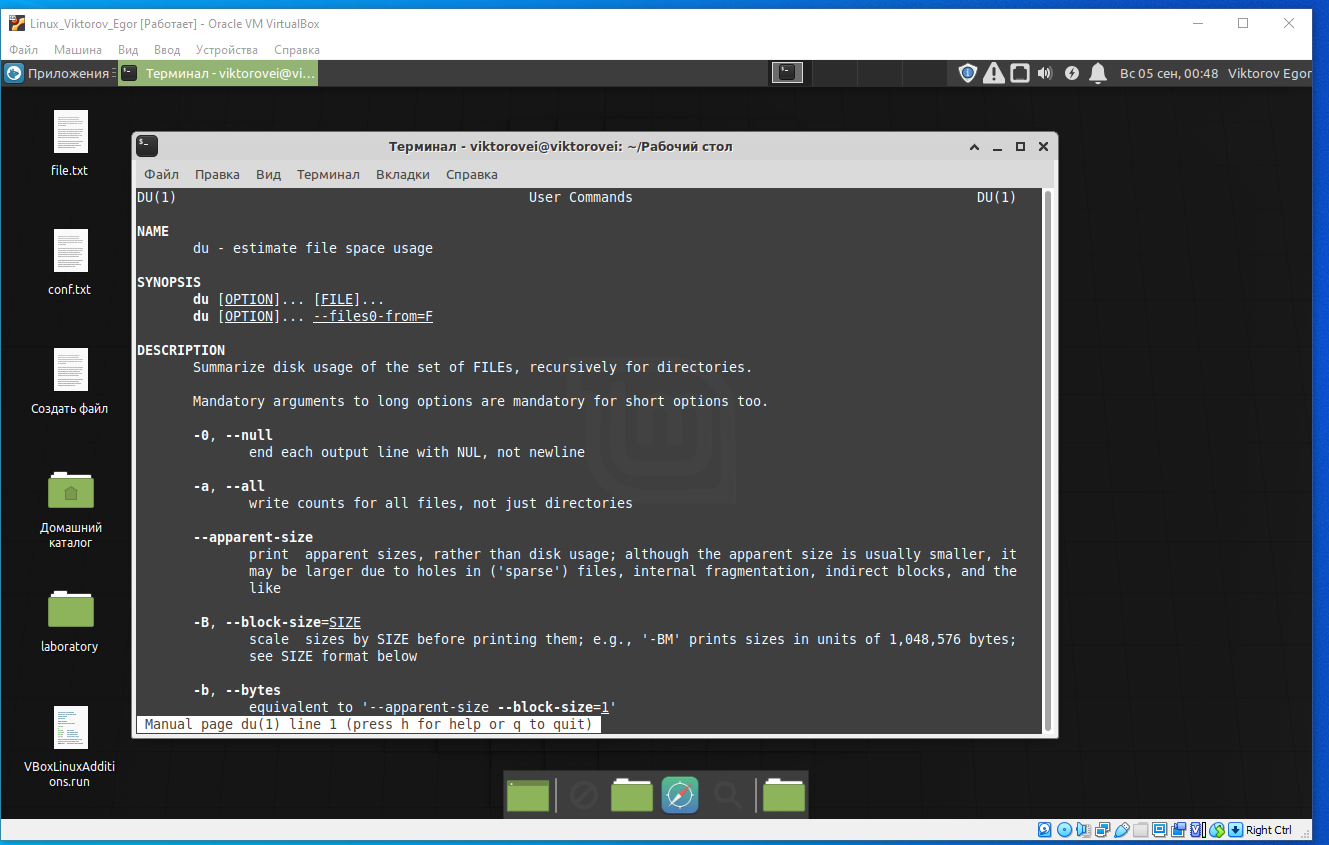 Linux_Viktorov_Egor [Работает] - Oracle VM VirtualBox
Файл Машина Вид Ввод Устройства Справка
Приложения Терминал - viktorovei@vi... Вс 05 сен, 00:48 Viktorov Egor
file.txt
conf.txt
Создать файл
Домашний
каталог
laboratory
VBoxLinuxAdditi
ons.run
Терминал - viktorovei@viktorovei: ~/Рабочий стол
Файл Правка Вид Терминал Вкладки Справка
DU(1) User Commands DU(1)
NAME
du - estimate file space usage
SYNOPSIS
du [OPTION]... [FILE]...
du [OPTION]... --files0-from=F
DESCRIPTION
Summarize disk usage of the set of FILEs, recursively for directories.
Mandatory arguments to long options are mandatory for short options too.
-0, --null
end each output line with NUL, not newline
-a, --all
write counts for all files, not just directories
--apparent-size
print apparent sizes, rather than disk usage; although the apparent size is usually smaller, it
may be larger due to holes in ('sparse') files, internal fragmentation, indirect blocks, and the
like
-B, --block-size=SIZE
scale sizes by SIZE before printing them; e.g., '-BM' prints sizes in units of 1,048,576 bytes;
see SIZE format below
-b, --bytes
equivalent to '--apparent-size --block-size=1'
Manual page du(1) line 1 (press h for help or q to quit)
Right Ctrl